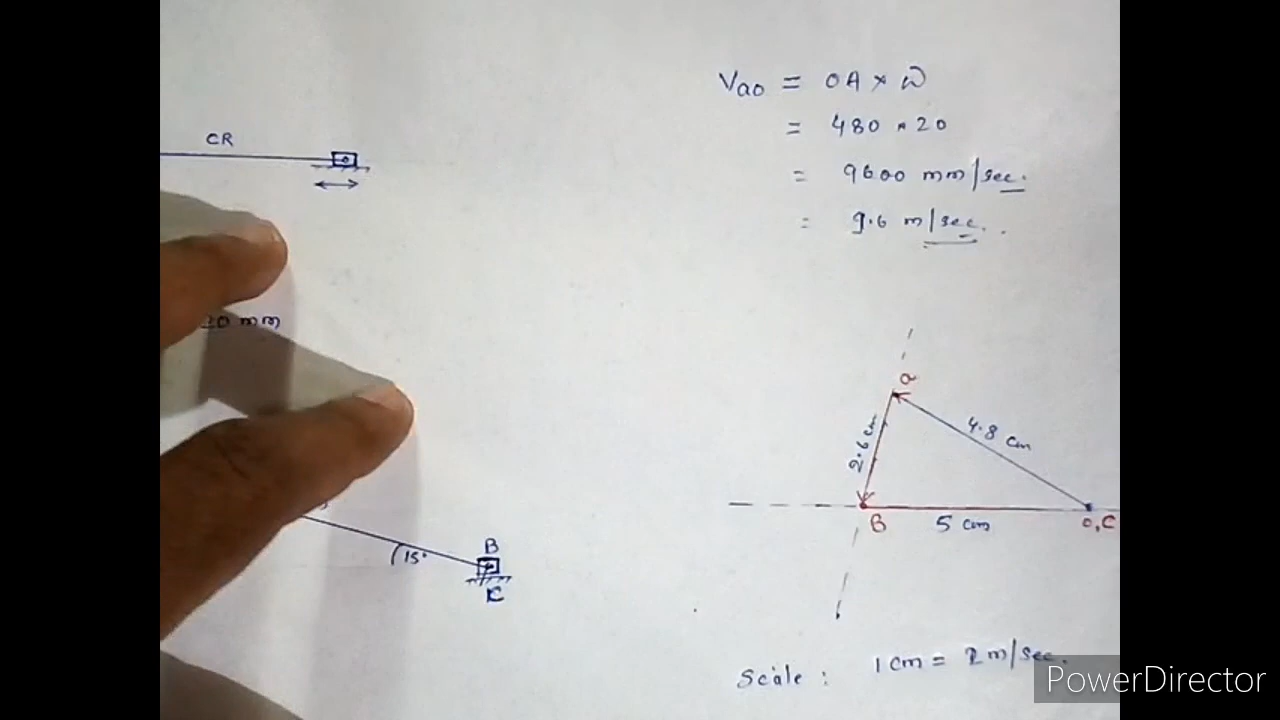 CR
mm
15°
B
C
Vao = OA × ω
= 480 × 20
= 9600 mm/sec.
= 9.6 m/sec.
a
4.8 cm
2.6 cm
B
5 cm
o,c
Scale : 1 cm = 2 m/sec.
PowerDirector